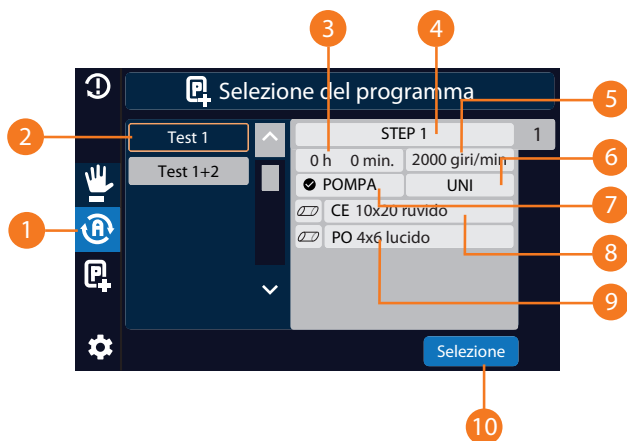 3
4
Selezione del programma
5
2
Test 1
STEP 1
1
0 h 0 min.
2000 giri/min
6
Test 1+2
POMPA
UNI
7
1
A
CE 10x20 ruvido
8
P
PO 4x6 lucido
9
Selezione
10